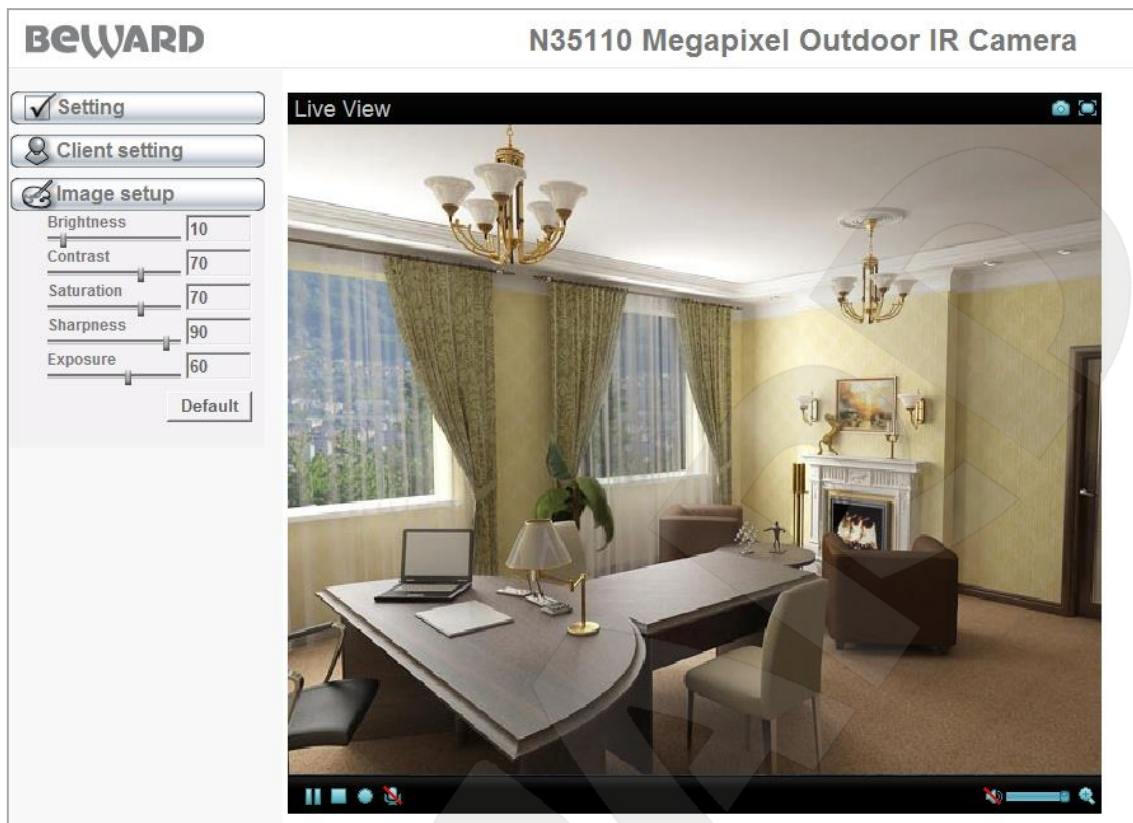 BEWARD
N35110 Megapixel Outdoor IR Camera
Setting
Client setting
Image setup
Brightness 10
Contrast 70
Saturation 70
Sharpness 90
Exposure 60
Default
Live View